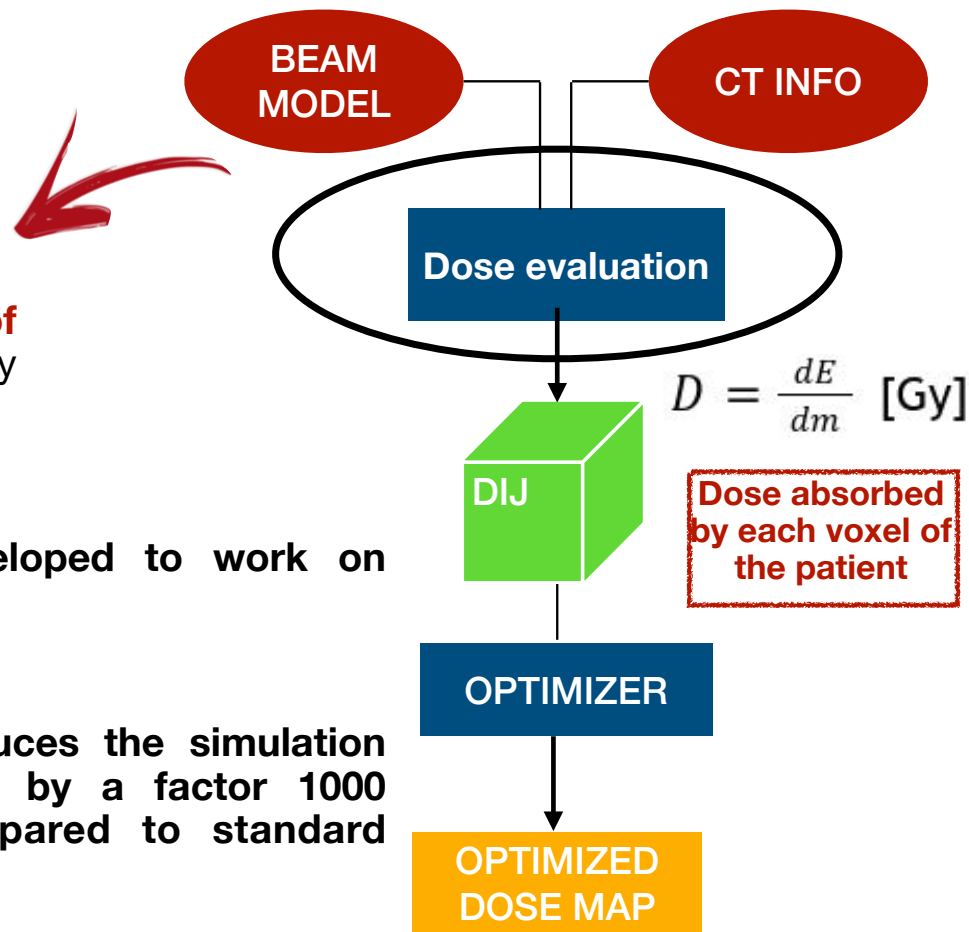 BEAM
MODEL
CT INFO
Dose evaluation
of
y
D = dE/dm [Gy]
DIJ
Dose absorbed
by each voxel of
the patient
eloped to work on
OPTIMIZER
uces the simulation
by a factor 1000
pared to standard
OPTIMIZED
DOSE MAP